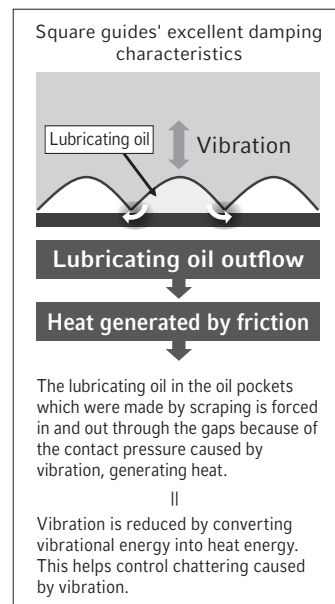 Square guides' excellent damping
characteristics
Lubricating oil
Vibration
Lubricating oil outflow
Heat generated by friction
The lubricating oil in the oil pockets
which were made by scraping is forced
in and out through the gaps because of
the contact pressure caused by
vibration, generating heat.
=
Vibration is reduced by converting
vibrational energy into heat energy.
This helps control chattering caused
by vibration.